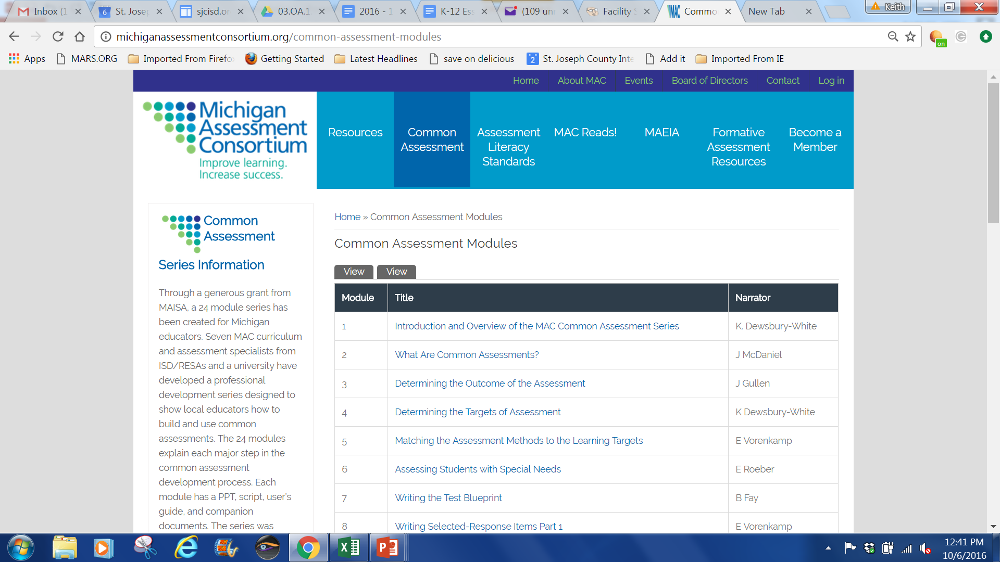 Inbox (1
6 St. Josep
sjcisd.or
03.OA.1
2016 - 1
K-12 Ess
(109 un
Facility S
MAC Commo
New Tab
Keith
michiganassessmentconsortium.org/common-assessment-modules
on
Apps
MARS.ORG
Imported From Firefo
Getting Started
Latest Headlines
save on delicious
2 St. Joseph County Inte
Add it
Imported From IE
Home
About MAC
Events
Board of Directors
Contact
Log in
Michigan
Assessment
Consortium
Improve learning.
Increase success.
Resources
Common
Assessment
Assessment
Literacy
Standards
MAC Reads!
MAEIA
Formative
Assessment
Resources
Become a
Member
Common
Assessment
Series Information
Through a generous grant from
MAISA, a 24 module series has
been created for Michigan
educators. Seven MAC curriculum
and assessment specialists from
ISD/RESAs and a university have
developed a professional
development series designed to
show local educators how to
build and use common
assessments. The 24 modules
explain each major step in the
common assessment
development process. Each
module has a PPT, script, user's
guide, and companion
documents. The series was
Home » Common Assessment Modules
Common Assessment Modules
View View
Module Title Narrator
1 Introduction and Overview of the MAC Common Assessment Series K. Dewsbury-White
2 What Are Common Assessments? J McDaniel
3 Determining the Outcome of the Assessment J Gullen
4 Determining the Targets of Assessment K Dewsbury-White
5 Matching the Assessment Methods to the Learning Targets E Vorenkamp
6 Assessing Students with Special Needs E Roeber
7 Writing the Test Blueprint B Fay
8 Writing Selected-Response Items Part 1 E Vorenkamp
12:41 PM
10/6/2016